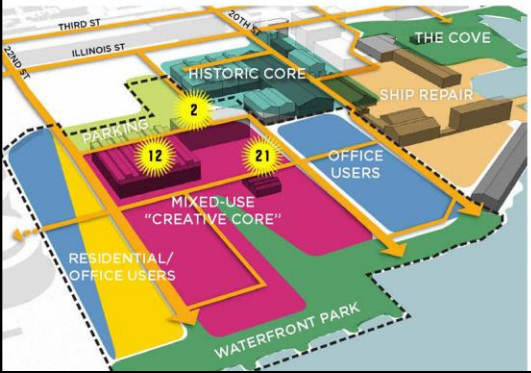 THIRD ST
20TH ST
THE COVE
ILLINOIS ST
22ND ST
HISTORIC CORE
SHIP REPAIR
2
PARKING
12
21
OFFICE
USERS
MIXED-USE
"CREATIVE CORE"
RESIDENTIAL/
OFFICE USERS
WATERFRONT PARK